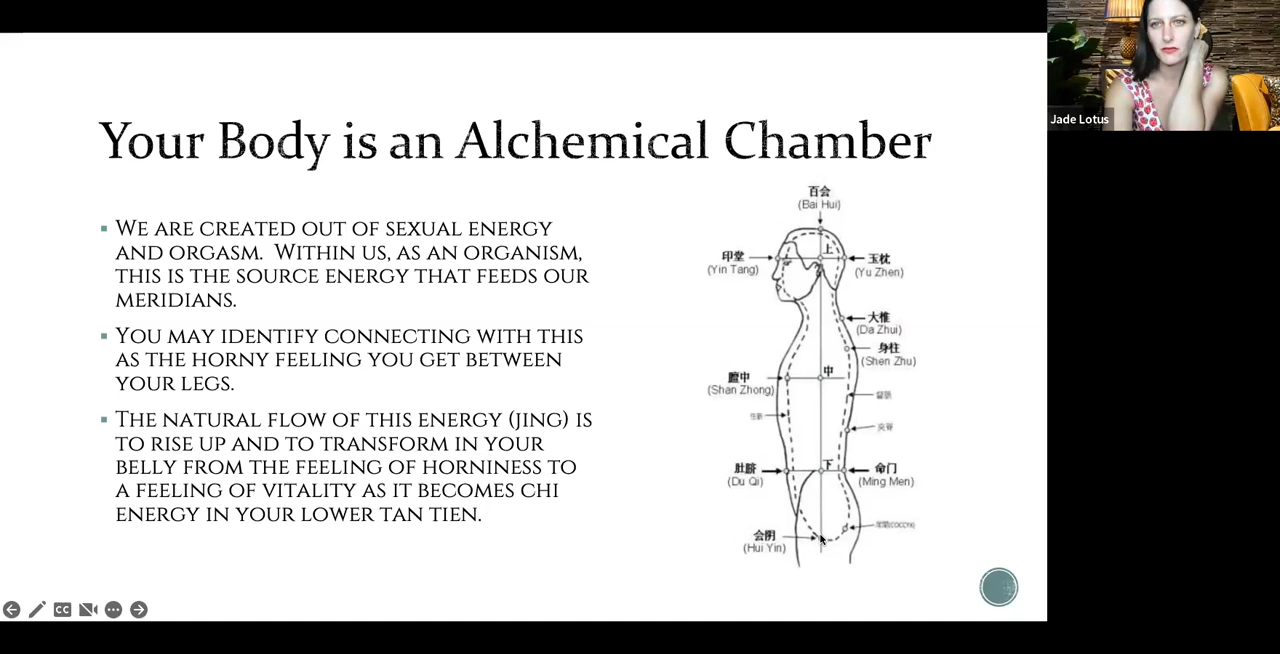 Your Body is an Alchemical Chamber
We are created out of sexual energy
and orgasm. Within us, as an organism,
this is the source energy that feeds our
meridians.
You may identify connecting with this
as the horny feeling you get between
your legs.
The natural flow of this energy (jing) is
to rise up and to transform in your
belly from the feeling of horniness to
a feeling of vitality as it becomes chi
energy in your lower tan tien.
百会
(Bai Hui)
上
印堂
(Yin Tang)
玉枕
(Yu Zhen)
大椎
(Da Zhui)
身柱
(Shen Zhu)
中
膻中
(Shan Zhong)
下
肚脐
(Du Qi)
命门
(Ming Men)
会阴
(Hui Yin)
CC
Jade Lotus